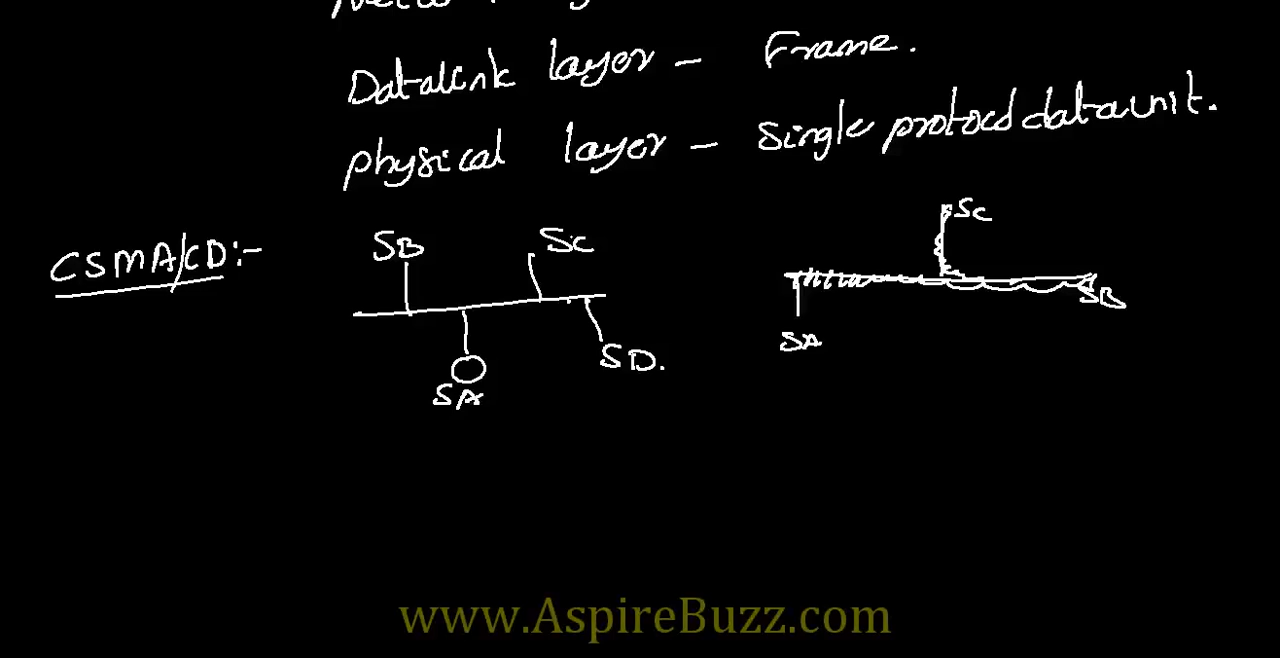 Datalink layer - Frame.
physical layer - single protocol data unit.
CSMA/CD:-
SB SC
SA SD.
SC
SA SB
www.AspireBuzz.com